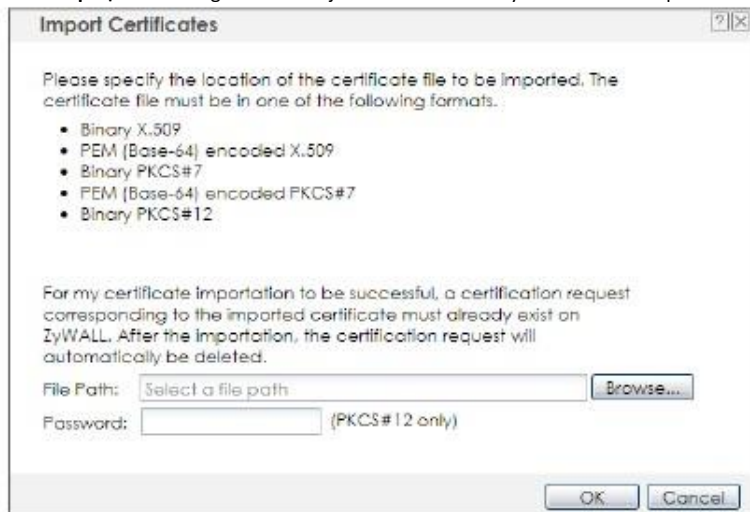 Import Certificates
Please specify the location of the certificate file to be imported. The
certificate file must be in one of the following formats.
• Binary X.509
• PEM (Base-64) encoded X.509
• Binary PKCS#7
• PEM (Base-64) encoded PKCS#7
• Binary PKCS#12
For my certificate importation to be successful, a certification request
corresponding to the imported certificate must already exist on
ZyWALL. After the importation, the certification request will
automatically be deleted.
File Path: Select a file path Browse...
Password: (PKCS#12 only)
OK Cancel